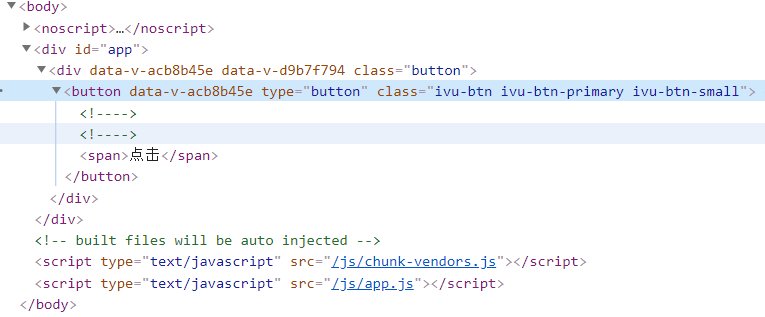 <body>
<noscript>…</noscript>
<div id="app">
<div data-v-acb8b45e data-v-d9b7f794 class="button">
<button data-v-acb8b45e type="button" class="ivu-btn ivu-btn-primary ivu-btn-small">
<!---->
<!---->
<span>点击</span>
</button>
</div>
</div>
<!-- built files will be auto injected -->
<script type="text/javascript" src="/js/chunk-vendors.js"></script>
<script type="text/javascript" src="/js/app.js"></script>
</body>